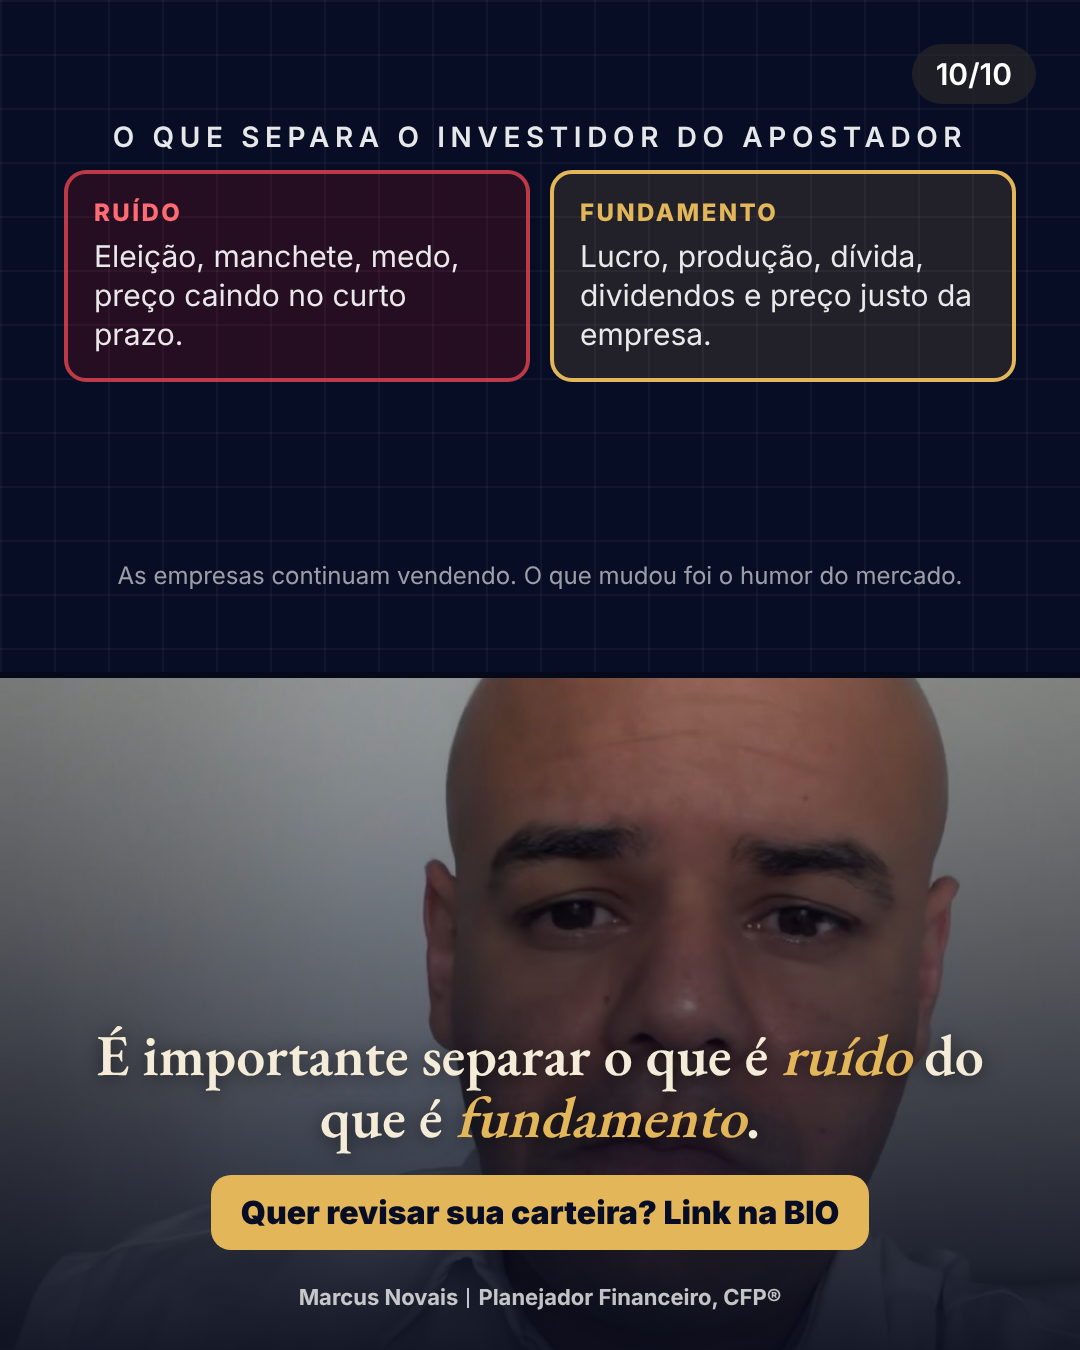 10/10
O QUE SEPARA O INVESTIDOR DO APOSTADOR
RUÍDO
Eleição, manchete, medo,
preço caindo no curto
prazo.
FUNDAMENTO
Lucro, produção, dívida,
dividendos e preço justo da
empresa.
As empresas continuam vendendo. O que mudou foi o humor do mercado.
É importante separar o que é ruído do
que é fundamento.
Quer revisar sua carteira? Link na BIO
Marcus Novais | Planejador Financeiro, CFP®